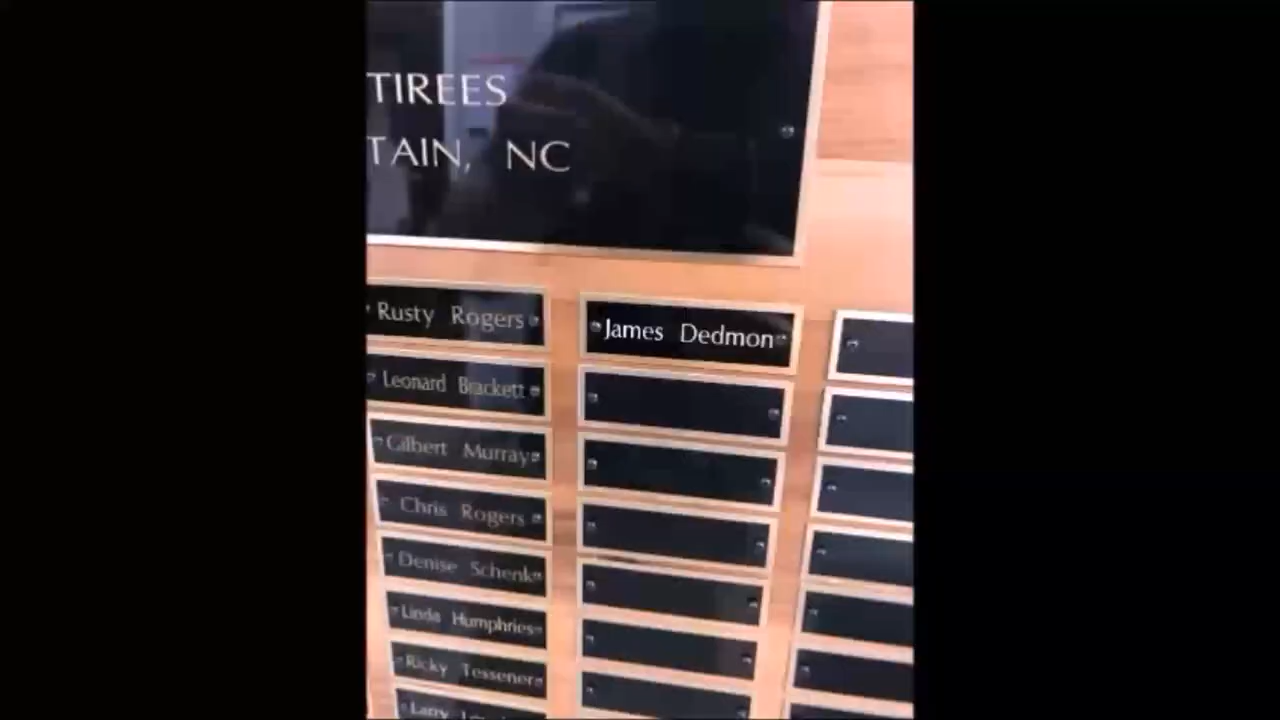 TIREES
TAIN, NC
Rusty Rogers
James Dedmon
Leonard Brackett
Gilbert Murray
Chris Rogers
Denise Schenk
Linda Humphries
Ricky Tessener
Larry